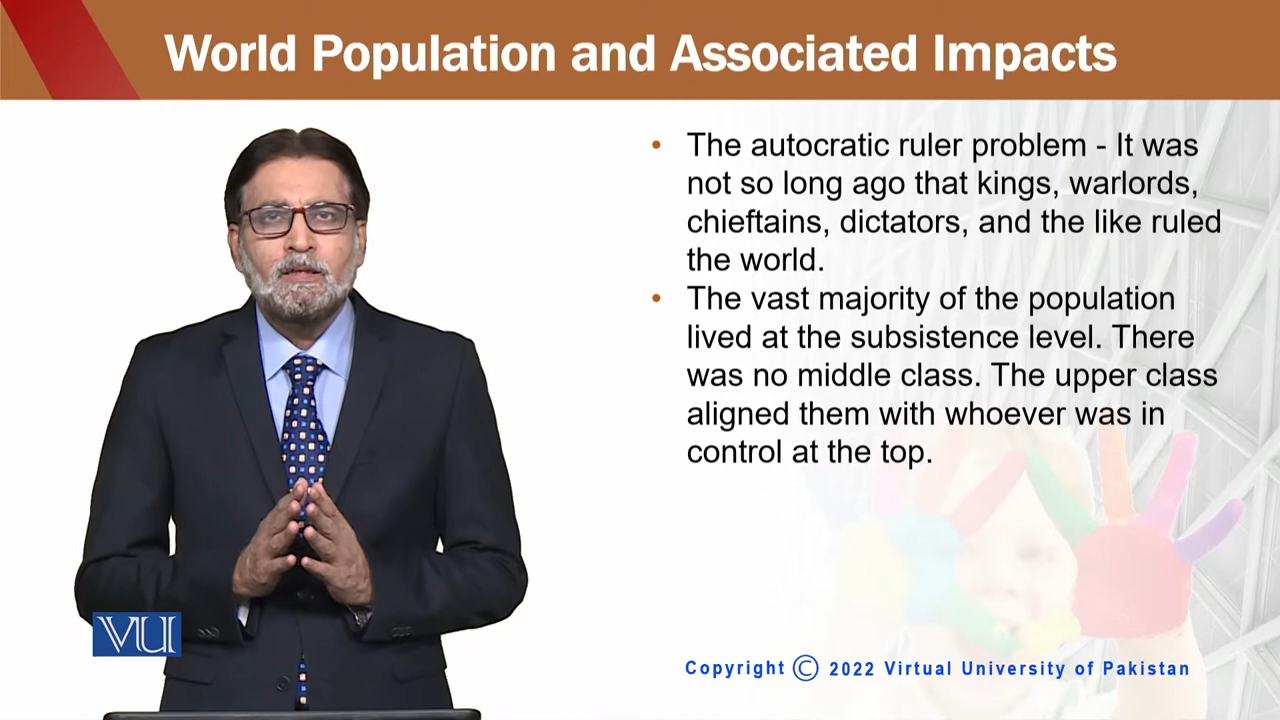 World Population and Associated Impacts
• The autocratic ruler problem - It was
not so long ago that kings, warlords,
chieftains, dictators, and the like ruled
the world.
• The vast majority of the population
lived at the subsistence level. There
was no middle class. The upper class
aligned them with whoever was in
control at the top.
VU
Copyright © 2022 Virtual University of Pakistan